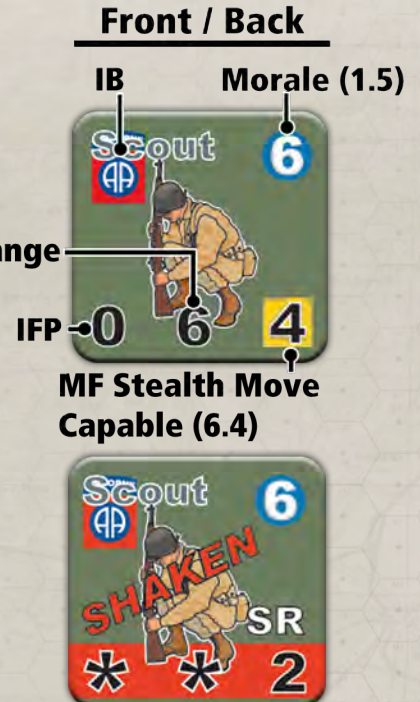 Front / Back
IB
Morale (1.5)
Scout
6
AA
ange
IFP
0 6 4
MF Stealth Move
Capable (6.4)
Scout
6
AA
SHAKEN
SR
* * 2